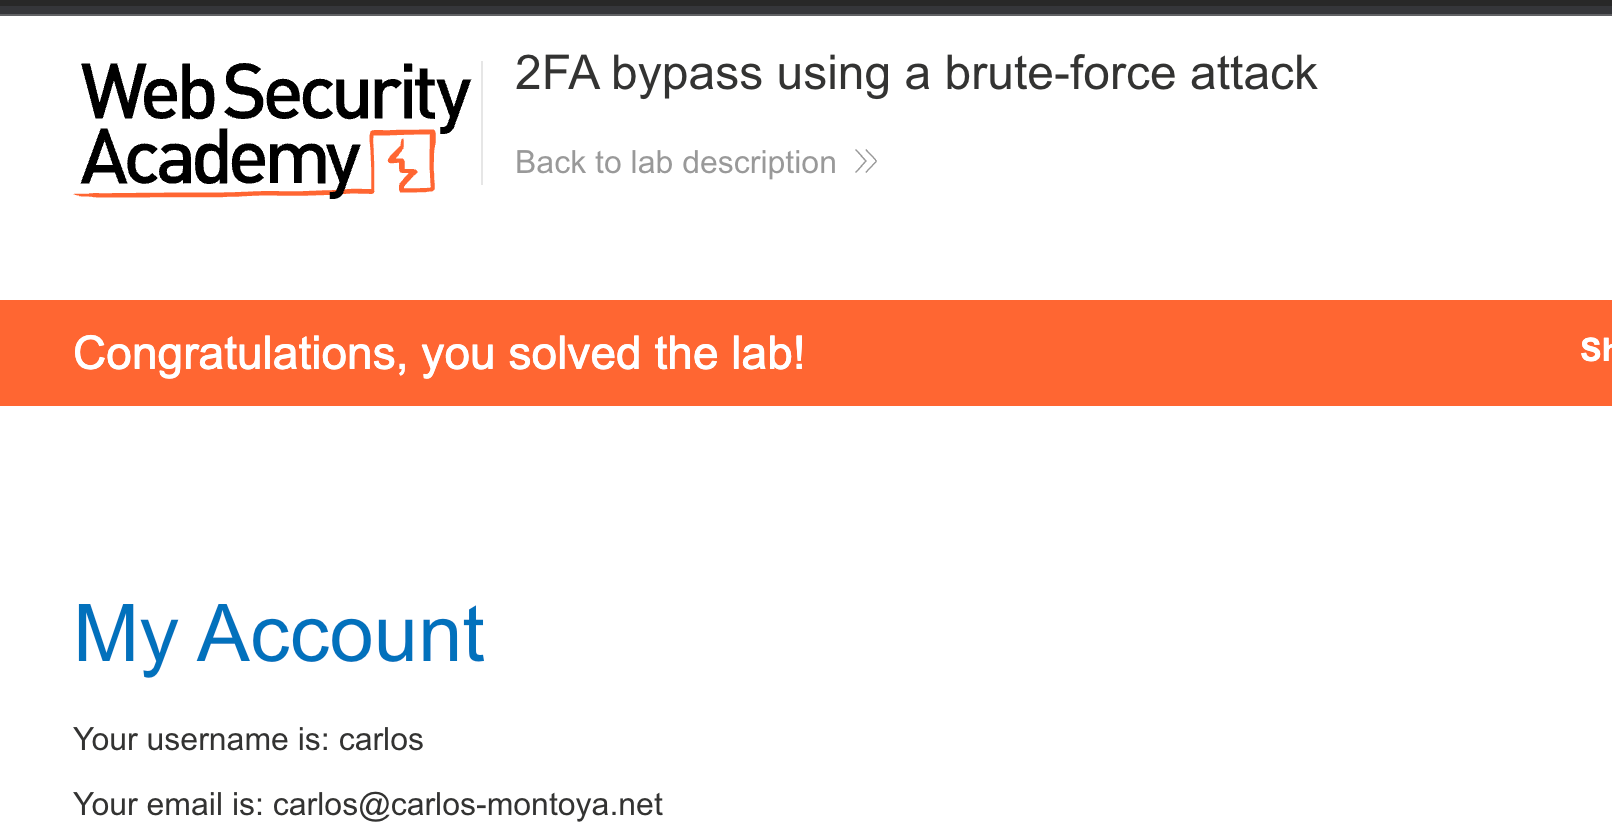 Web Security
Academy
2FA bypass using a brute-force attack
Back to lab description
Congratulations, you solved the lab!
My Account
Your username is: carlos
Your email is: carlos@carlos-montoya.net